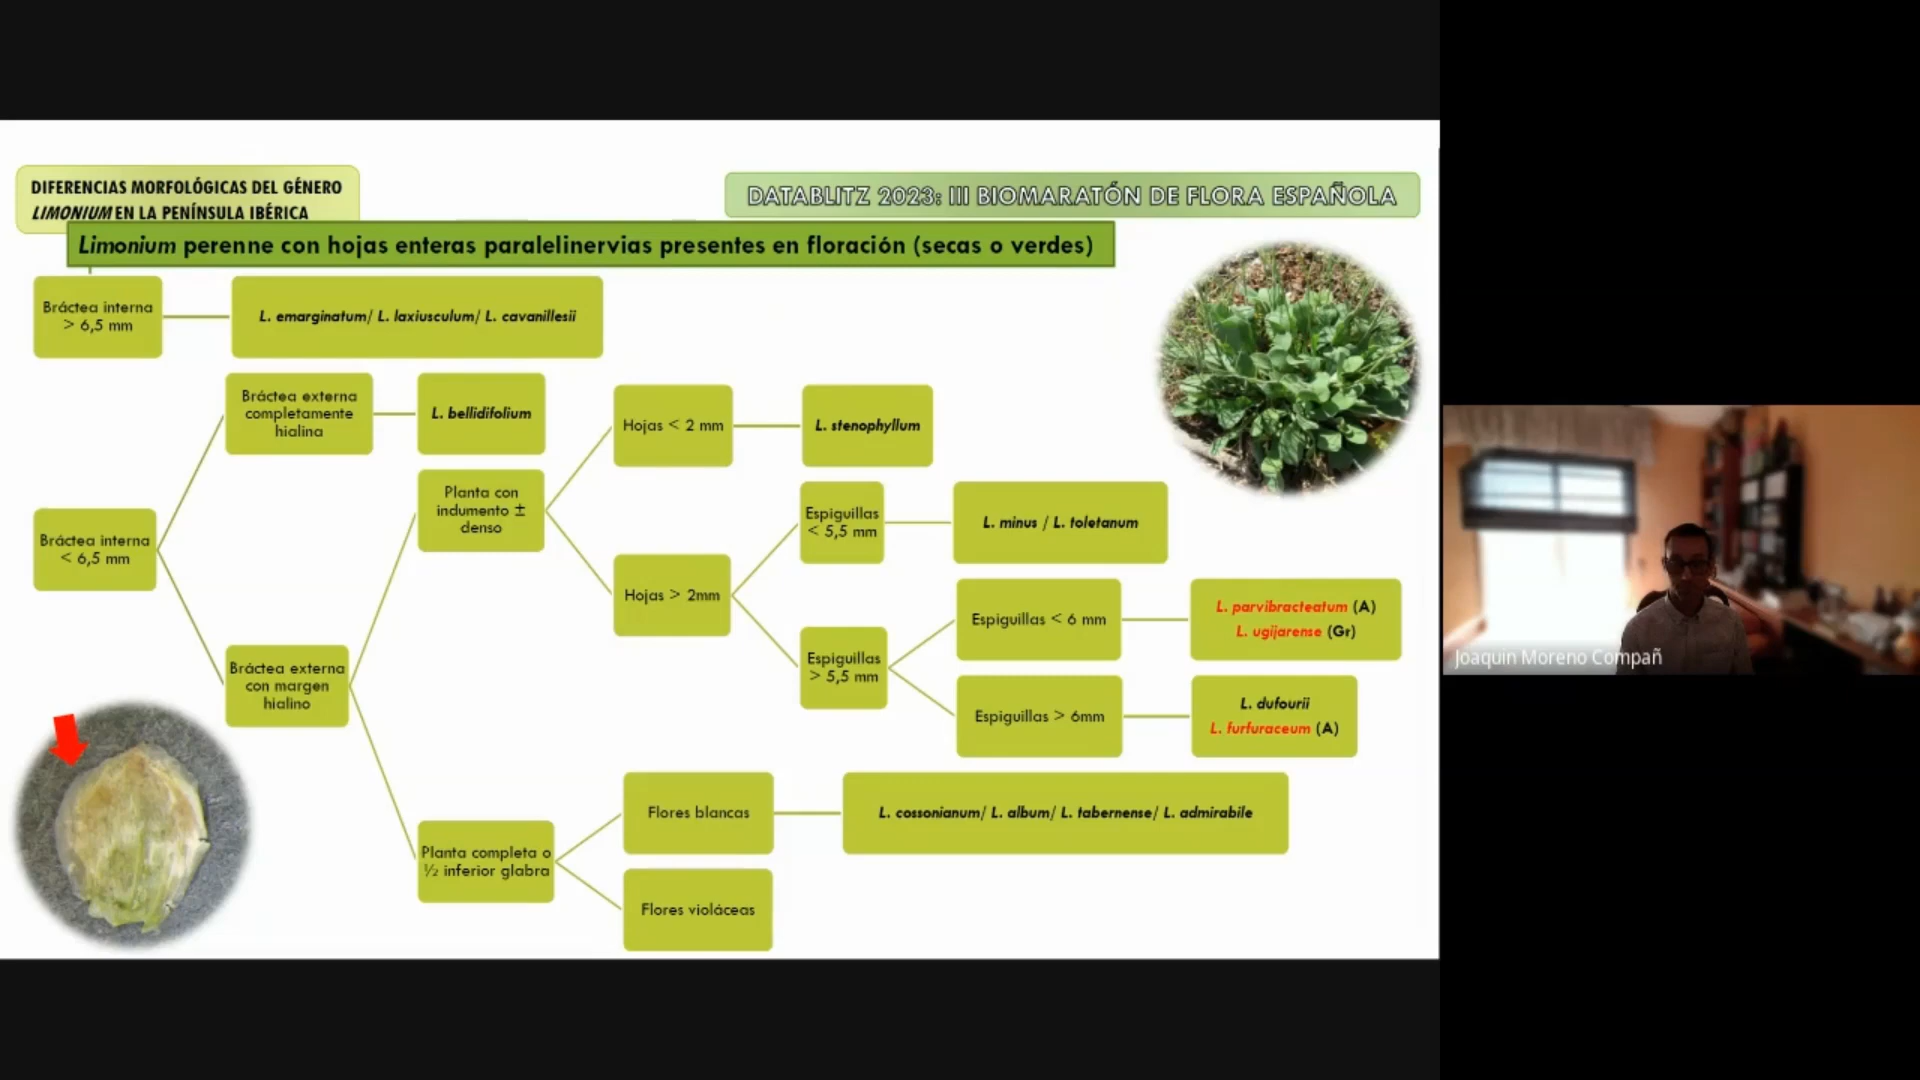 DIFERENCIAS MORFOLÓGICAS DEL GÉNERO
LIMONIUM EN LA PENÍNSULA IBÉRICA
DATABLITZ 2023: III BIOMARATÓN DE FLORA ESPAÑOLA
Limonium perenne con hojas enteras paralelinervias presentes en floración (secas o verdes)
Bráctea interna
> 6,5 mm
L. emarginatum/ L. laxiusculum/ L. cavanillesii
Bráctea interna
< 6,5 mm
Bráctea externa
completamente
hialina
L. bellidifolium
Bráctea externa
con margen
hialino
Planta con
indumento ±
denso
Hojas < 2 mm
L. stenophyllum
Hojas > 2mm
Espiguillas
< 5,5 mm
L. minus / L. toletanum
Espiguillas
> 5,5 mm
Espiguillas < 6 mm
L. parvibracteatum (A)
L. ugijarense (Gr)
Espiguillas > 6mm
L. dufourii
L. furfuraceum (A)
Planta completa o
½ inferior glabra
Flores blancas
L. cossonianum/ L. album/ L. tabernense/ L. admirabile
Flores violáceas
Joaquin Moreno Compañ